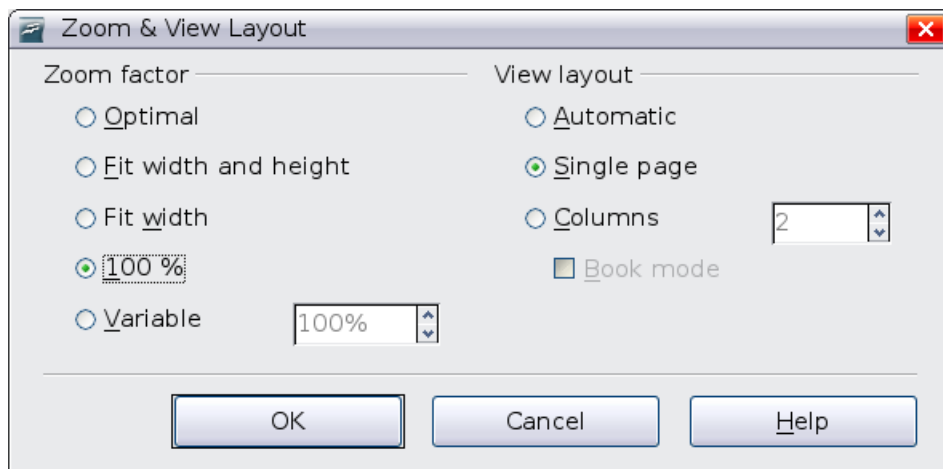 Zoom & View Layout
Zoom factor
Optimal
Fit width and height
Fit width
100 %
Variable
100%
View layout
Automatic
Single page
Columns
2
Book mode
OK
Cancel
Help